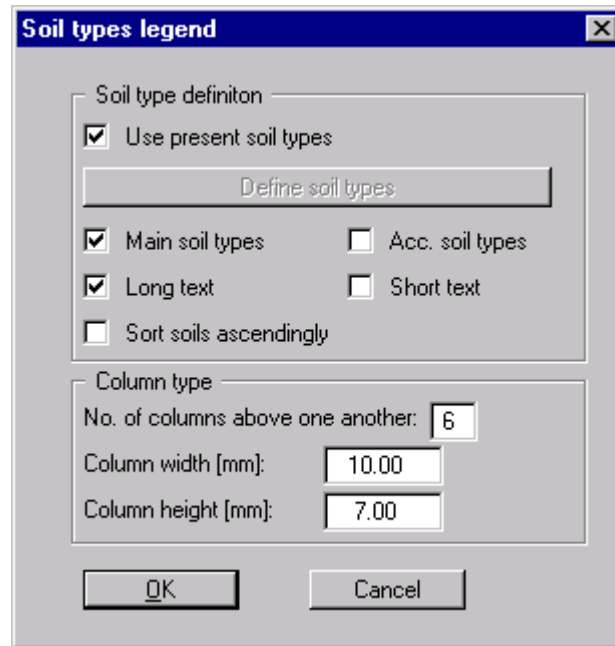 Soil types legend
Soil type definiton
Use present soil types
Define soil types
Main soil types Acc. soil types
Long text Short text
Sort soils ascendingly
Column type
No. of columns above one another: 6
Column width [mm]: 10.00
Column height [mm]: 7.00
OK Cancel